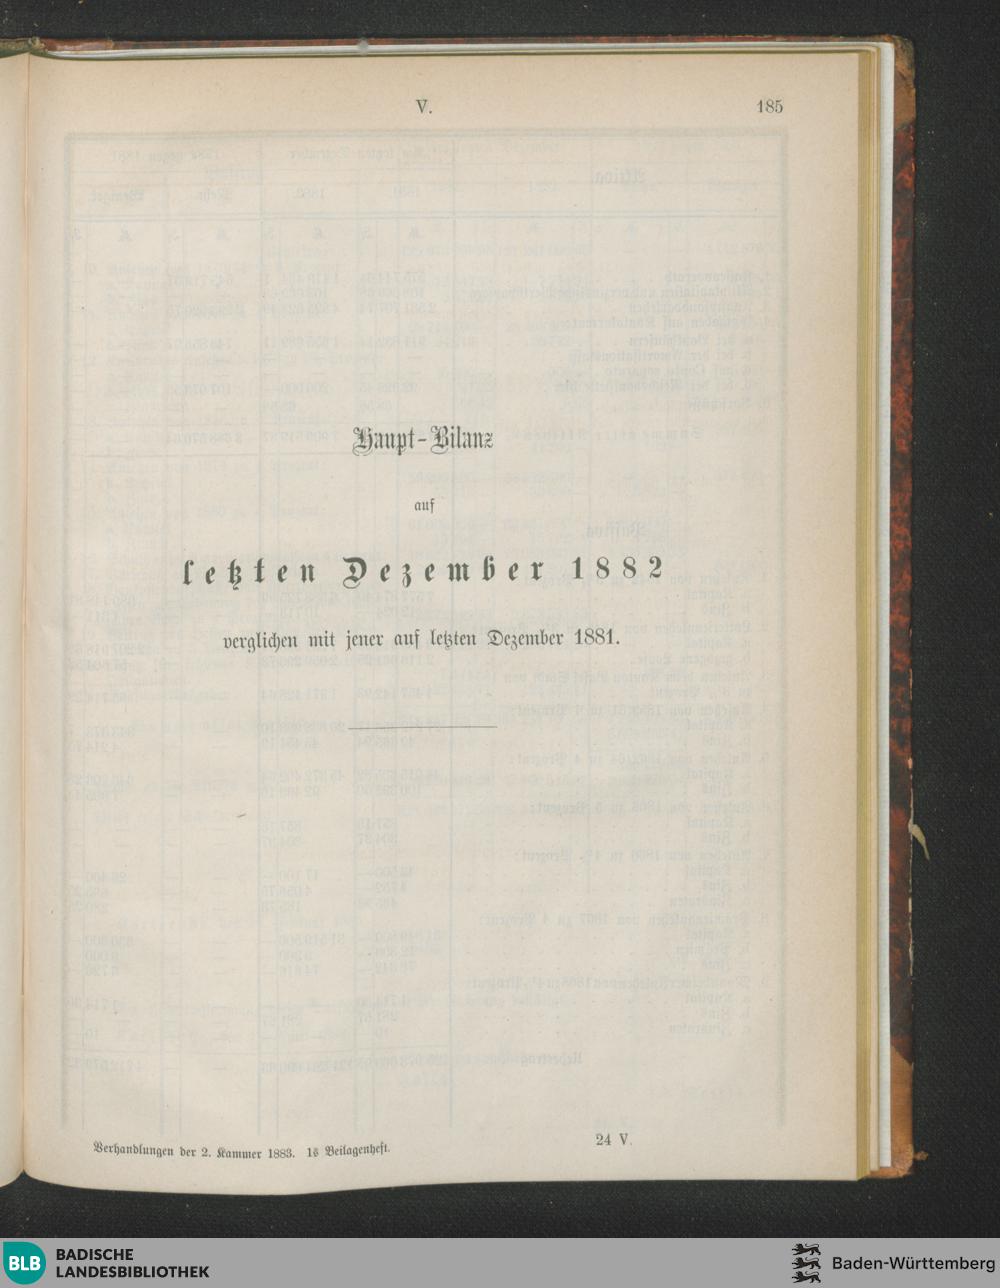 V.
185
Haupt-Bilanz
auf
letzten Dezember 1882
verglichen mit jener auf letzten Dezember 1881.
Verhandlungen der 2. Kammer 1883. 1s Beilagenheft.
24 V.
BLB BADISCHE
LANDESBIBLIOTHEK
Baden-Württemberg